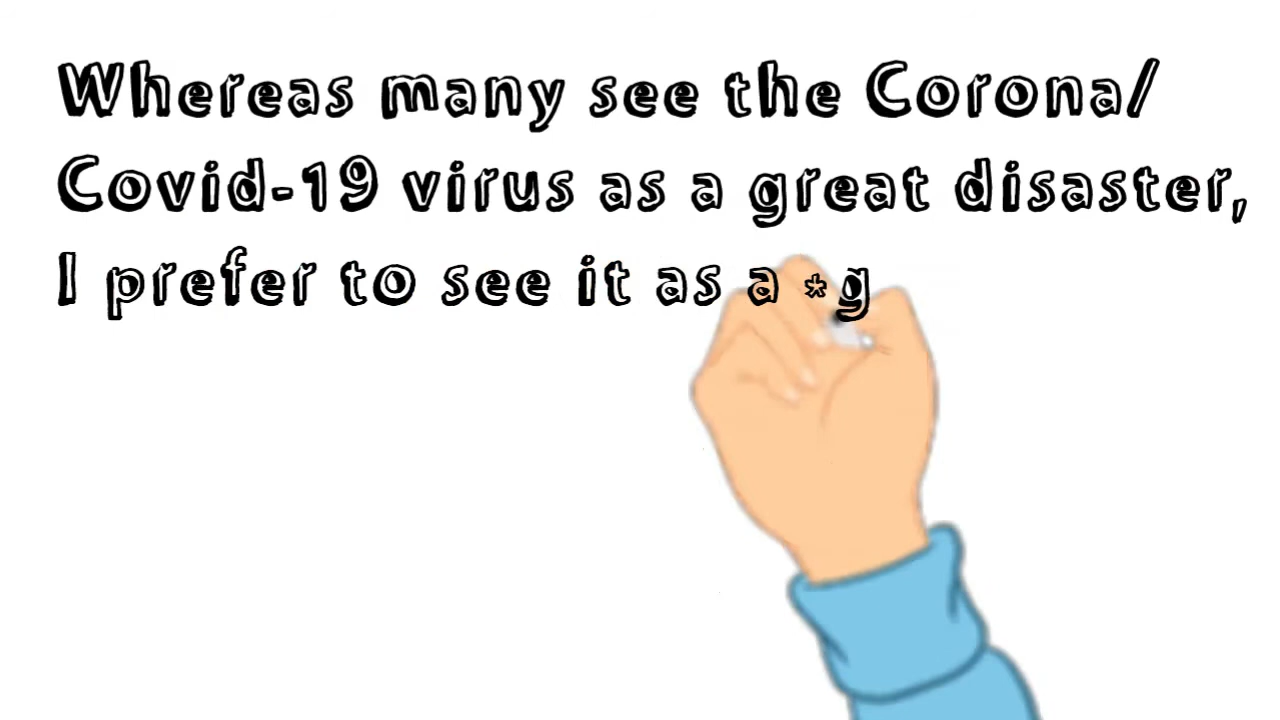 Whereas many see the Corona/
Covid-19 virus as a great disaster,
I prefer to see it as a *g